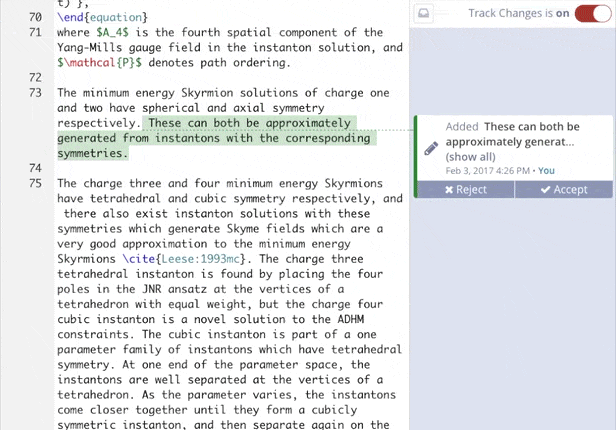 t) },
70 \end{equation}
71 where $A_4$ is the fourth spatial component of the
Yang-Mills gauge field in the instanton solution, and
$\mathcal{P}$ denotes path ordering.
72
73 The minimum energy Skyrmion solutions of charge one
and two have spherical and axial symmetry
respectively. These can both be approximately
generated from instantons with the corresponding
symmetries.
74
75 The charge three and four minimum energy Skyrmions
have tetrahedral and cubic symmetry respectively, and
there also exist instanton solutions with these
symmetries which generate Skyme fields which are a
very good approximation to the minimum energy
Skyrmions \cite{Leese:1993mc}. The charge three
tetrahedral instanton is found by placing the four
poles in the JNR ansatz at the vertices of a
tetrahedron with equal weight, but the charge four
cubic instanton is a novel solution to the ADHM
constraints. The cubic instanton is part of a one
parameter family of instantons which have tetrahedral
symmetry. At one end of the parameter space, the
instantons are well separated at the vertices of a
tetrahedron. As the parameter varies, the instantons
come closer together until they form a cubicly
symmetric instanton, and then separate again on the
Track Changes is on
Added These can both be
approximately generat...
(show all)
Feb 3, 2017 4:26 PM • You
Reject
Accept